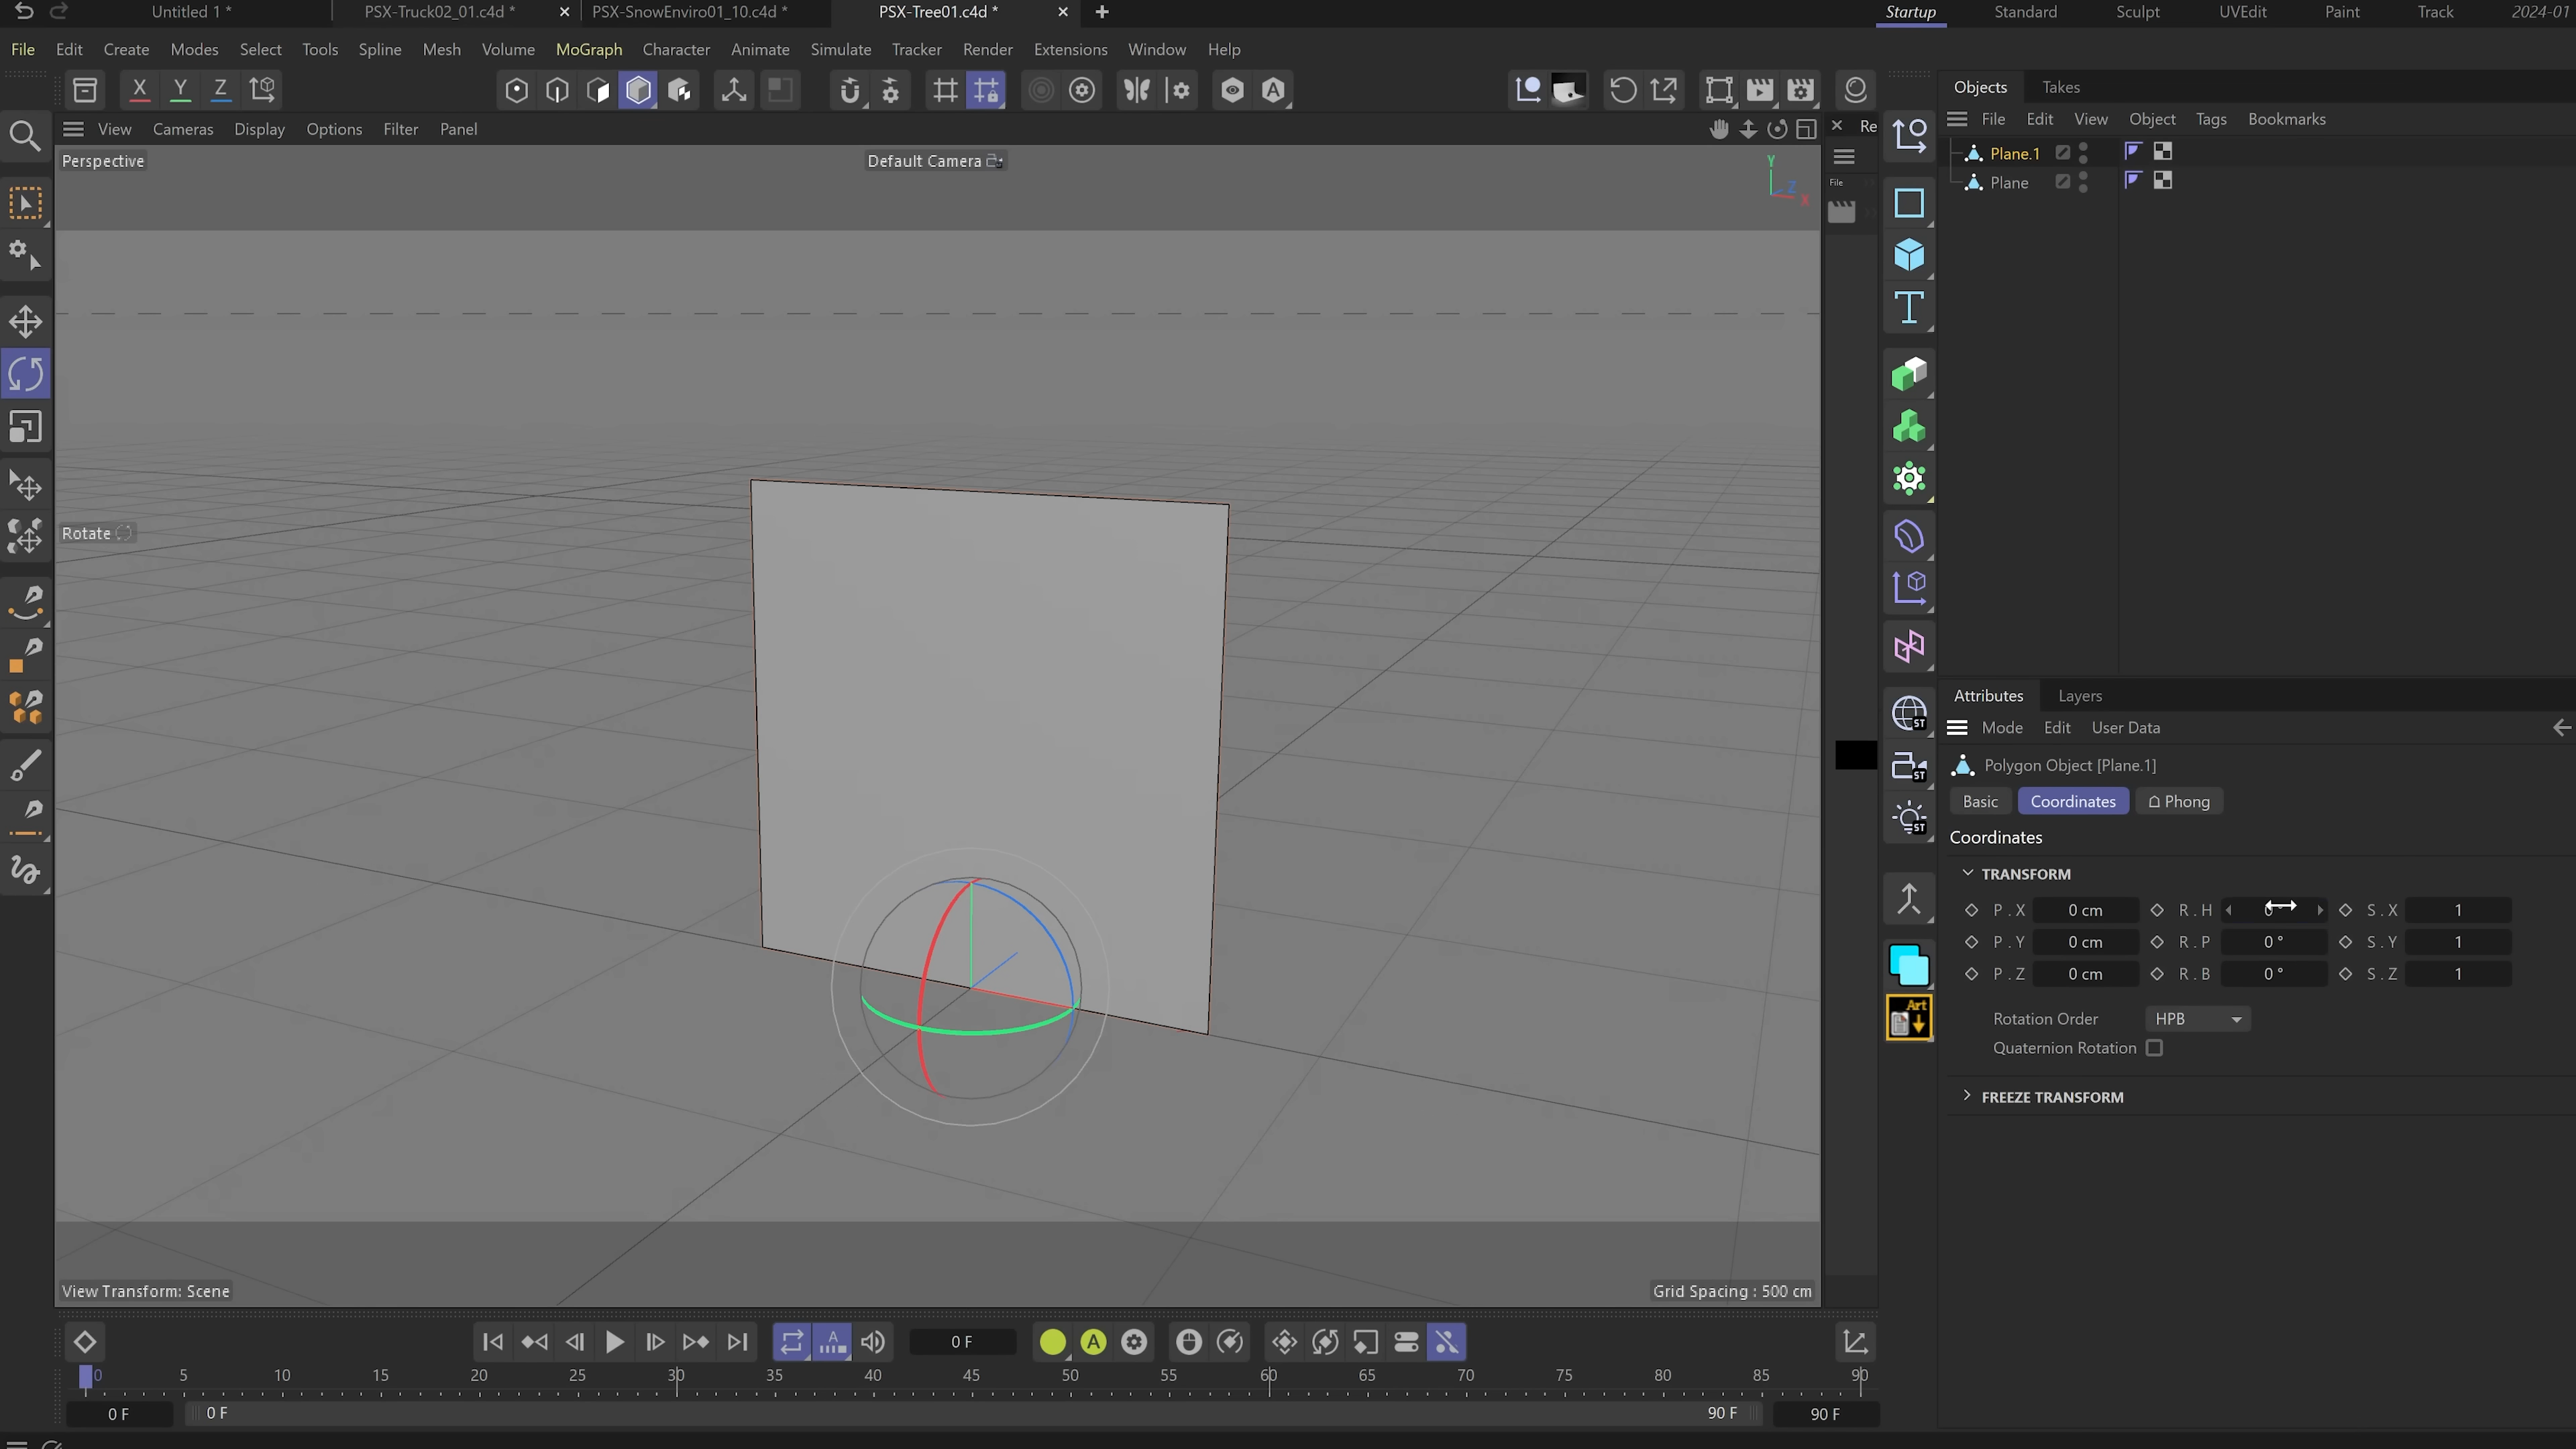 Untitled 1 * PSX-Truck02_01.c4d * PSX-SnowEnviro01_10.c4d * PSX-Tree01.c4d * Startup Standard Sculpt UVEdit Paint Track 2024-01
File Edit Create Modes Select Tools Spline Mesh Volume MoGraph Character Animate Simulate Tracker Render Extensions Window Help
X Y Z A
Objects Takes
File Edit View Object Tags Bookmarks
View Cameras Display Options Filter Panel
Re
Perspective
Default Camera
Y
Z
X
File
Plane.1
Plane
Rotate
T
ST
ST
ST
Art
Attributes Layers
Mode Edit User Data
Polygon Object [Plane.1]
Basic Coordinates Phong
Coordinates
TRANSFORM
P . X 0 cm R . H S . X 1
P . Y 0 cm R . P 0 ° S . Y 1
P . Z 0 cm R . B 0 ° S . Z 1
Rotation Order HPB
Quaternion Rotation
FREEZE TRANSFORM
View Transform: Scene
Grid Spacing : 500 cm
A 0 F A
0 5 10 15 20 25 30 35 40 45 50 55 60 65 70 75 80 85 90
0 F 0 F 90 F 90 F